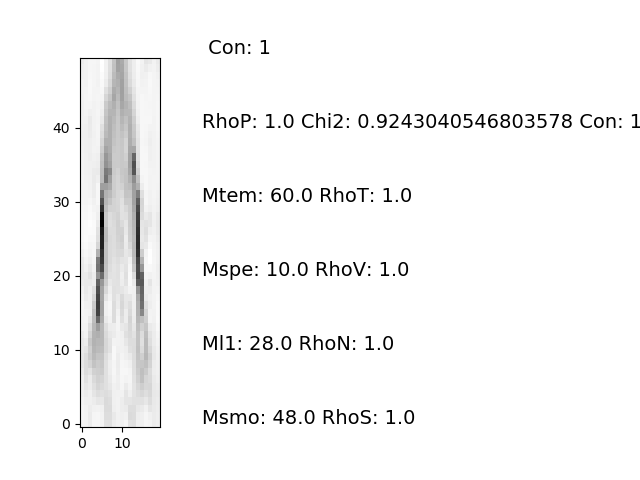 Con: 1
RhoP: 1.0 Chi2: 0.9243040546803578 Con: 1
Mtem: 60.0 RhoT: 1.0
Mspe: 10.0 RhoV: 1.0
Ml1: 28.0 RhoN: 1.0
Msmo: 48.0 RhoS: 1.0
40
30
20
10
0
0 10